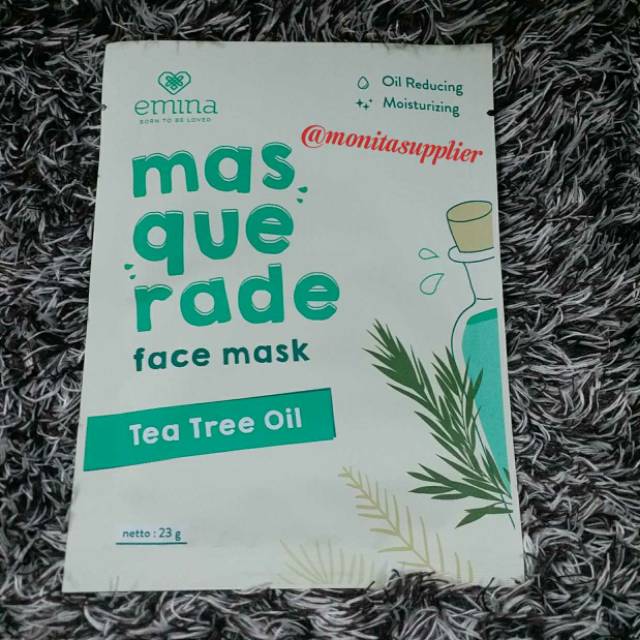 emina
BORN TO BE LOVED
Oil Reducing
Moisturizing
@monitasupplier
mas
que
rade
face mask
Tea Tree Oil
netto : 23 g